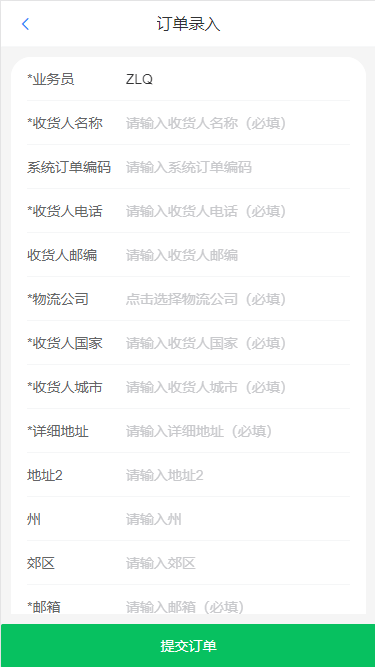 订单录入
*业务员 ZLQ
*收货人名称 请输入收货人名称（必填）
系统订单编码 请输入系统订单编码
*收货人电话 请输入收货人电话（必填）
收货人邮编 请输入收货人邮编
*物流公司 点击选择物流公司（必填）
*收货人国家 请输入收货人国家（必填）
*收货人城市 请输入收货人城市（必填）
*详细地址 请输入详细地址（必填）
地址2 请输入地址2
州 请输入州
郊区 请输入郊区
*邮箱 请输入邮箱（必填）
提交订单